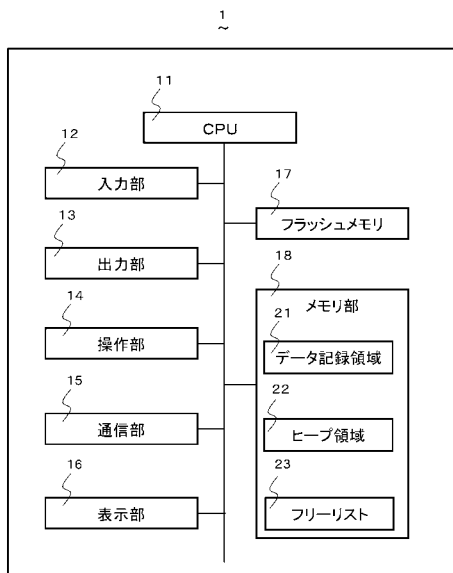 1
11
CPU
12
入力部
17
フラッシュメモリ
13
出力部
18
メモリ部
14
操作部
21
データ記録領域
15
通信部
22
ヒープ領域
16
表示部
23
フリーリスト